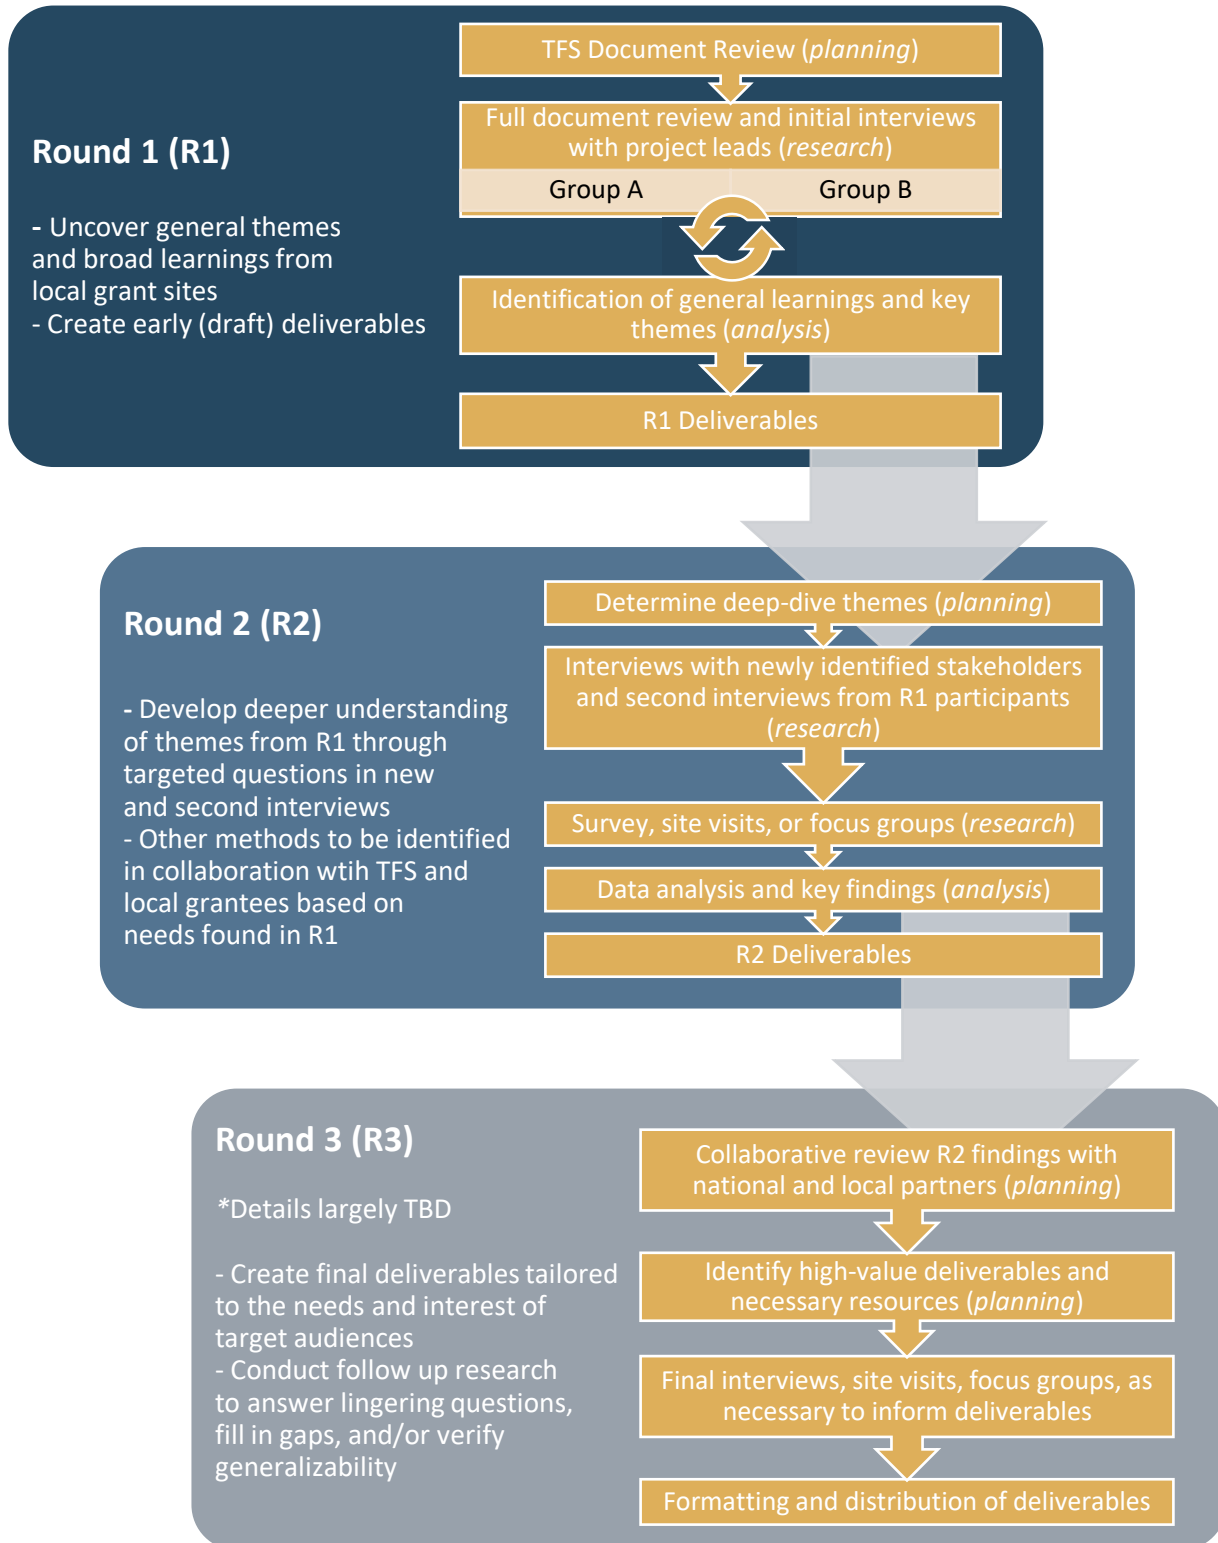 Round 1 (R1)
- Uncover general themes
and broad learnings from
local grant sites
- Create early (draft) deliverables
TFS Document Review (planning)
Full document review and initial interviews
with project leads (research)
Group A
Group B
Identification of general learnings and key
themes (analysis)
R1 Deliverables
Round 2 (R2)
- Develop deeper understanding
of themes from R1 through
targeted questions in new
and second interviews
- Other methods to be identified
in collaboration wtih TFS and
local grantees based on
needs found in R1
Determine deep-dive themes (planning)
Interviews with newly identified stakeholders
and second interviews from R1 participants
(research)
Survey, site visits, or focus groups (research)
Data analysis and key findings (analysis)
R2 Deliverables
Round 3 (R3)
*Details largely TBD
- Create final deliverables tailored
to the needs and interest of
target audiences
- Conduct follow up research
to answer lingering questions,
fill in gaps, and/or verify
generalizability
Collaborative review R2 findings with
national and local partners (planning)
Identify high-value deliverables and
necessary resources (planning)
Final interviews, site visits, focus groups, as
necessary to inform deliverables
Formatting and distribution of deliverables